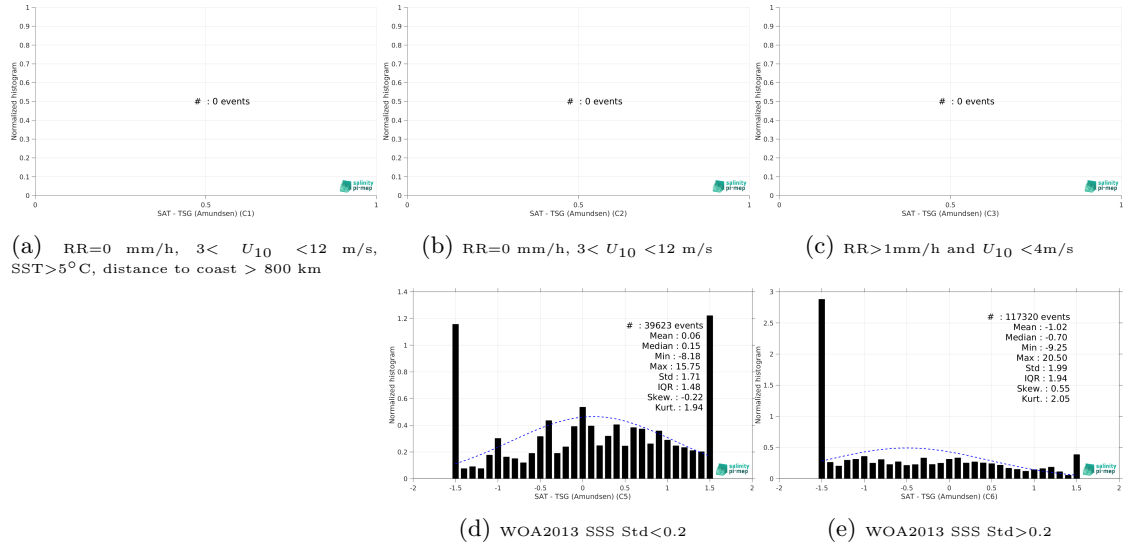 1
0.9
0.8
0.7
0.6
0.5
0.4
0.3
0.2
0.1
0
Normalized histogram
# : 0 events
salinity
pi-mep
0 0.5 1
SAT - TSG (Amundsen) (C1)
1
0.9
0.8
0.7
0.6
0.5
0.4
0.3
0.2
0.1
0
Normalized histogram
# : 0 events
salinity
pi-mep
0 0.5 1
SAT - TSG (Amundsen) (C2)
1
0.9
0.8
0.7
0.6
0.5
0.4
0.3
0.2
0.1
0
Normalized histogram
# : 0 events
salinity
pi-mep
0 0.5 1
SAT - TSG (Amundsen) (C3)
(a) RR=0 mm/h, 3< U10 <12 m/s,
SST>5°C, distance to coast > 800 km
(b) RR=0 mm/h, 3< U10 <12 m/s
(c) RR>1mm/h and U10 <4m/s
1.4
1.2
1
0.8
0.6
0.4
0.2
0
Normalized histogram
# : 39623 events
Mean : 0.06
Median : 0.15
Min : -8.18
Max : 15.75
Std : 1.71
IQR : 1.48
Skew. : -0.22
Kurt. : 1.94
salinity
pi-mep
-2 -1.5 -1 -0.5 0 0.5 1 1.5 2
SAT - TSG (Amundsen) (C5)
3
2.5
2
1.5
1
0.5
0
Normalized histogram
# : 117320 events
Mean : -1.02
Median : -0.70
Min : -9.25
Max : 20.50
Std : 1.99
IQR : 1.94
Skew. : 0.55
Kurt. : 2.05
salinity
pi-mep
-2 -1.5 -1 -0.5 0 0.5 1 1.5 2
SAT - TSG (Amundsen) (C6)
(d) WOA2013 SSS Std<0.2
(e) WOA2013 SSS Std>0.2